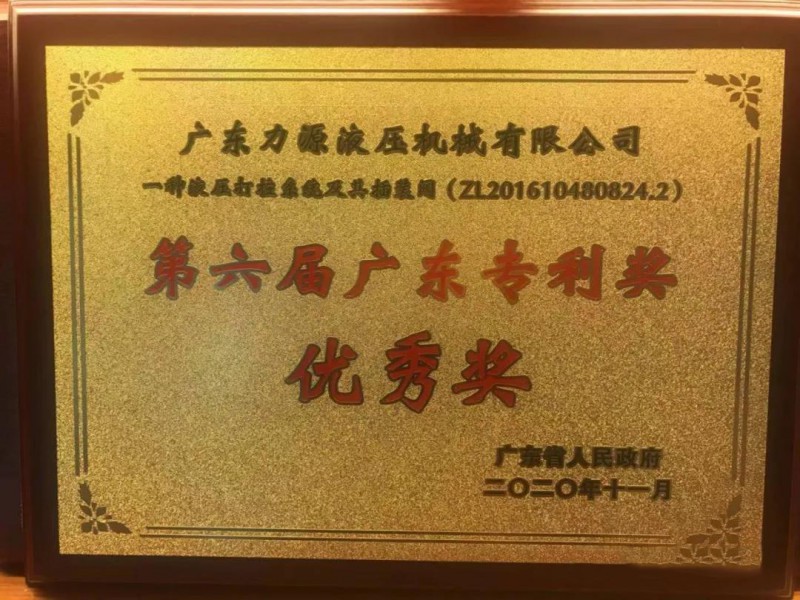 广东力源液压机械有限公司
一种液压打桩系统及其插装阀（ZL201610480824.2）
第六届广东专利奖
优秀奖
广东省人民政府
二〇二〇年十一月